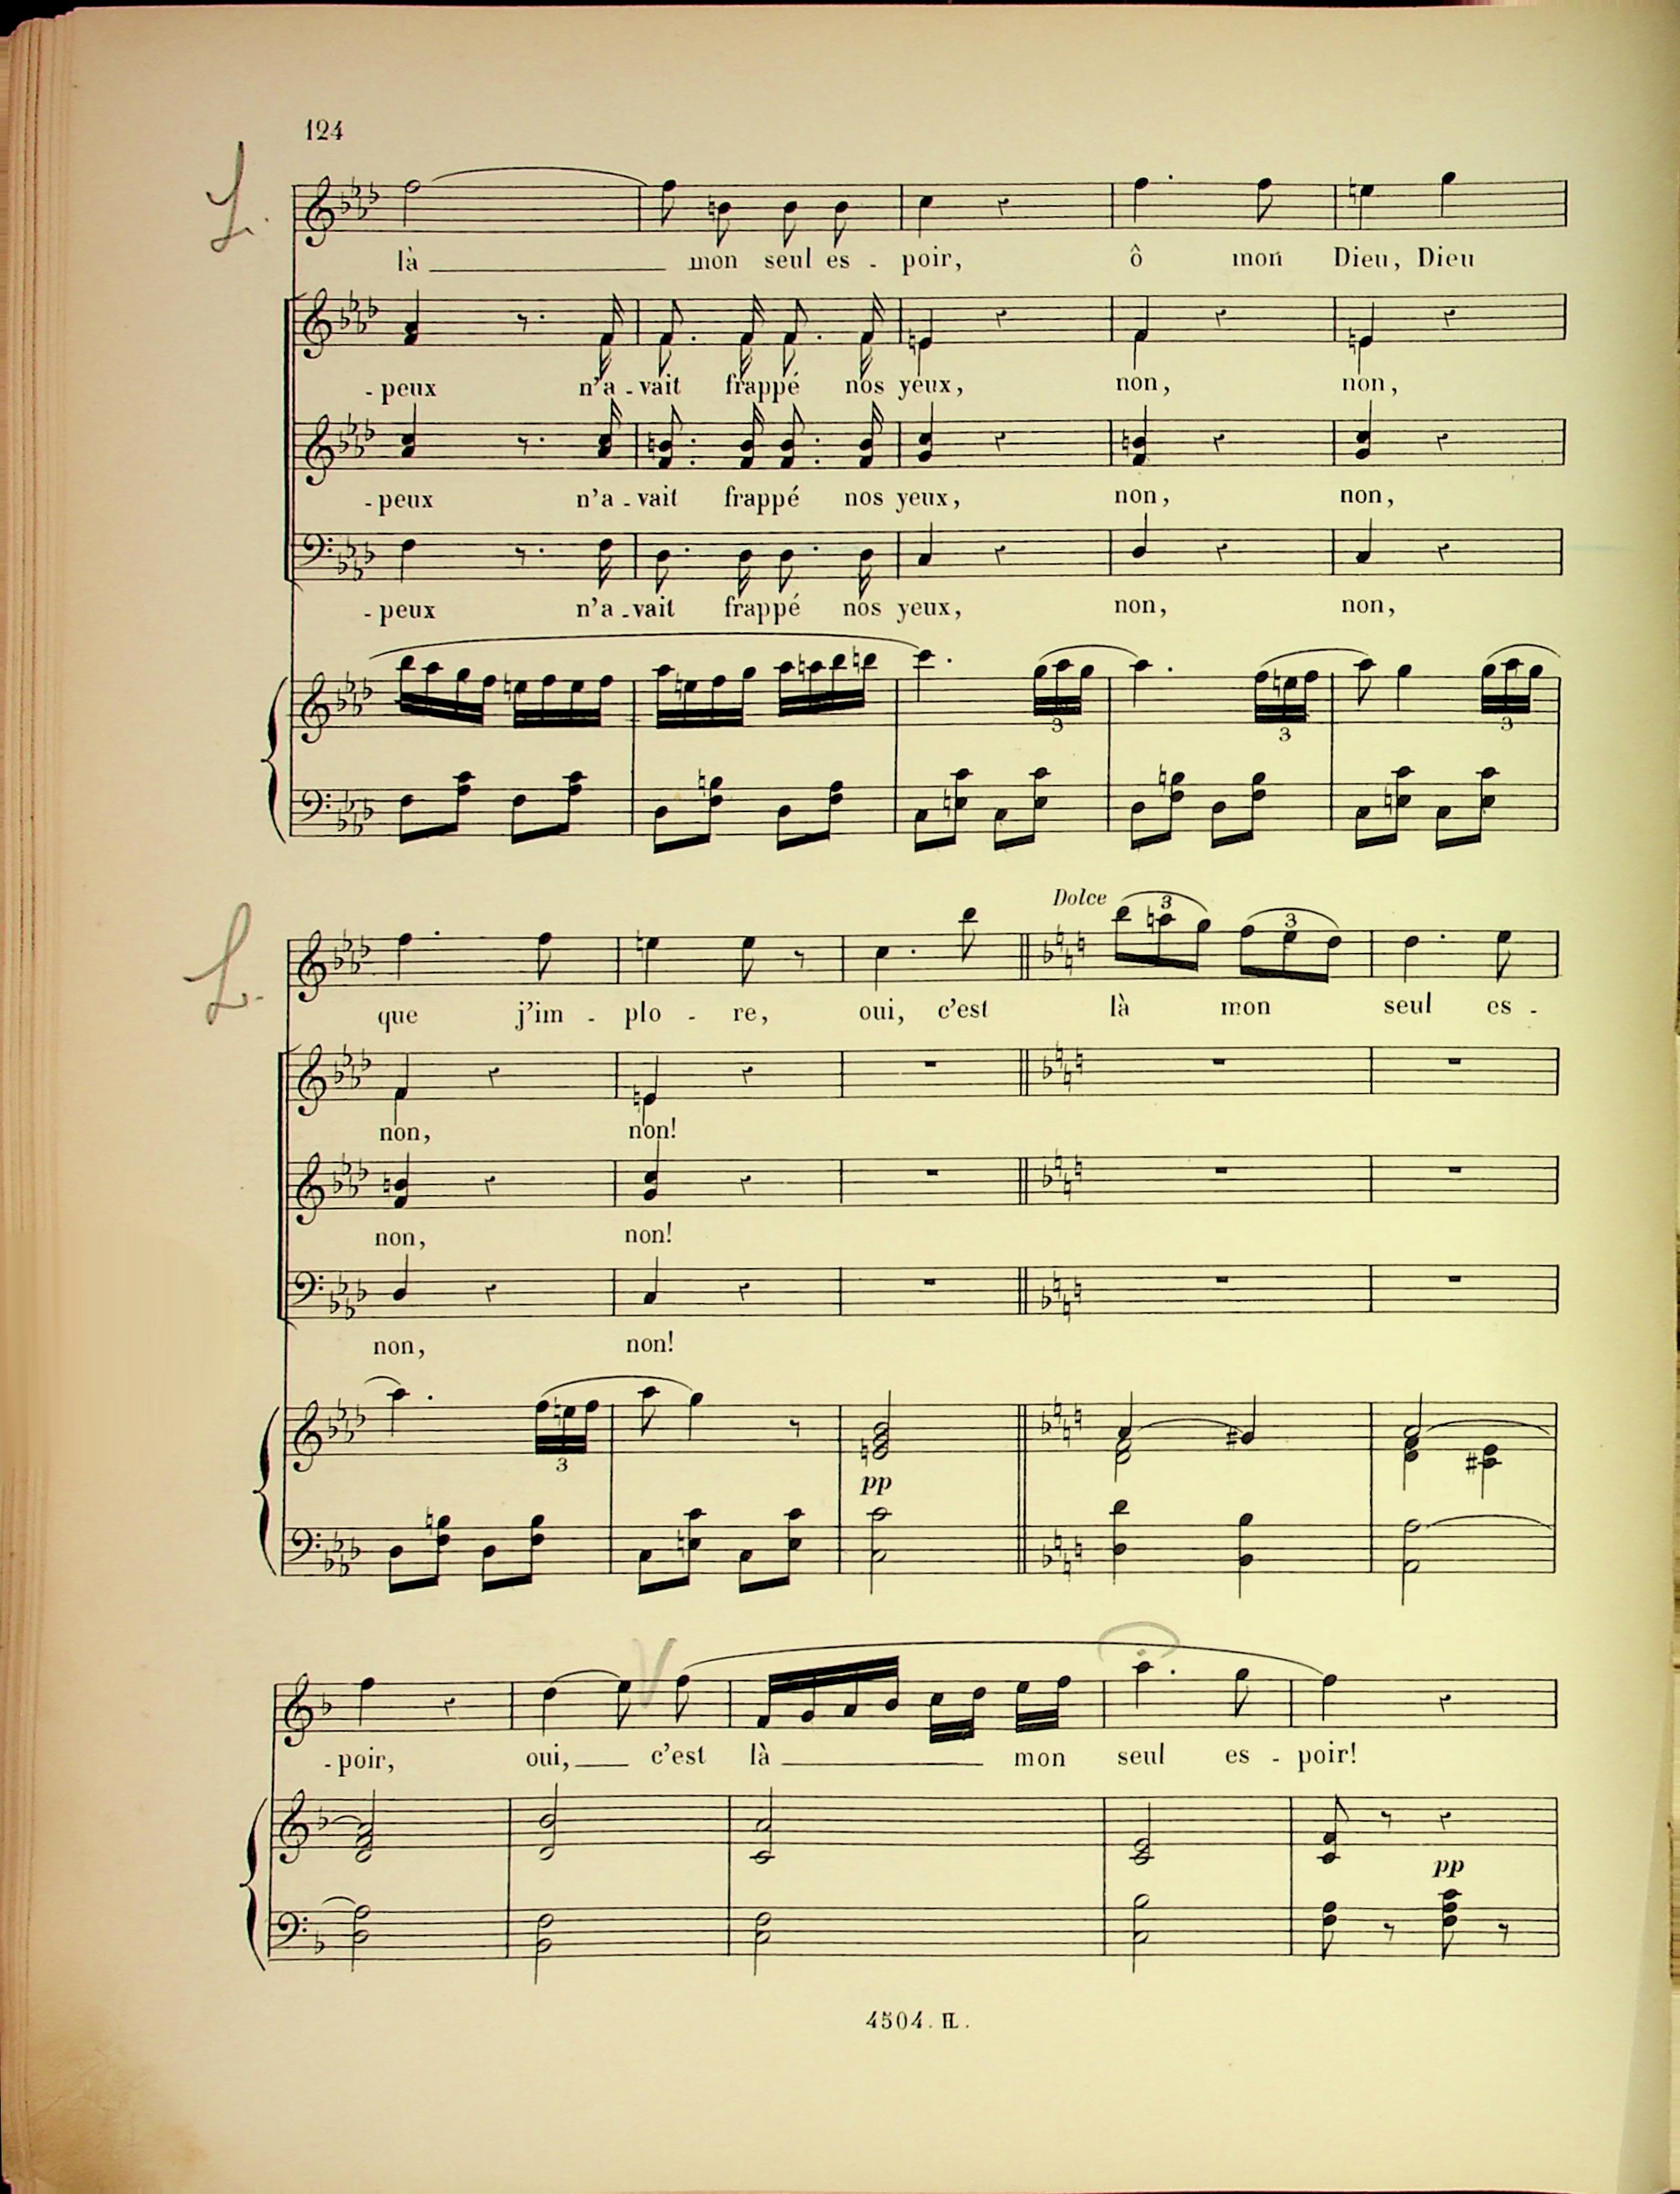 124
L.
là mon seul es - poir, ô mon Dieu, Dieu
- peux n'a - vait frappé nos yeux, non, non,
- peux n'a - vait frappé nos yeux, non, non,
- peux n'a - vait frappé nos yeux, non, non,
3 3 3
Dolce 3 3
L.
que j'im - plo - re, oui, c'est là mon seul es -
non, non!
non, non!
non, non!
3
pp
- poir, oui, c'est là mon seul es - poir!
pp
4504. H.